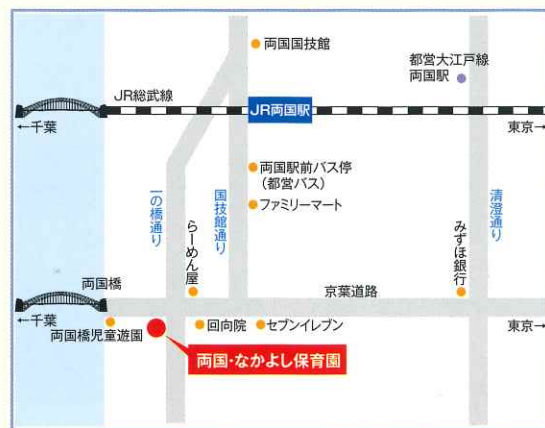 両国国技館
都営大江戸線
両国駅
JR総武線
JR両国駅
←千葉
東京→
両国駅前バス停
(都営バス)
ファミリーマート
一の橋通り
国技館通り
清澄通り
らーめん屋
みずほ銀行
両国橋
京葉道路
←千葉
両国橋児童遊園
回向院
セブンイレブン
東京→
両国・なかよし保育園